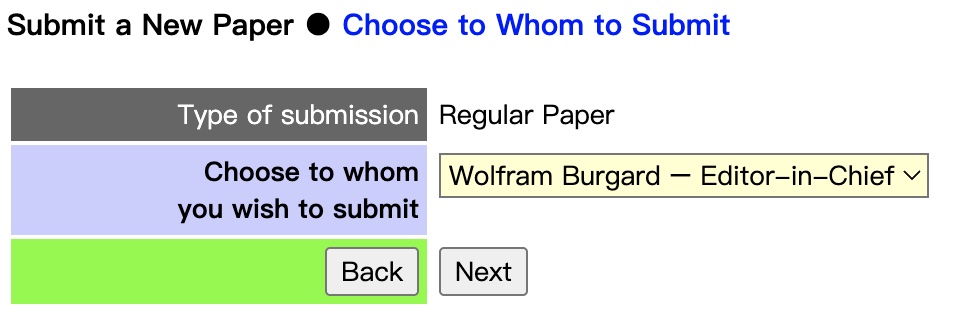 Submit a New Paper ● Choose to Whom to Submit
Type of submission Regular Paper
Choose to whom
you wish to submit
Wolfram Burgard — Editor-in-Chief
Back Next